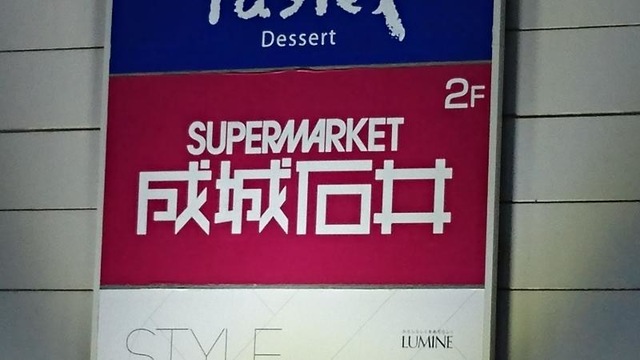 Dessert
2F
SUPERMARKET
成城石井
STYLE
LUMINE